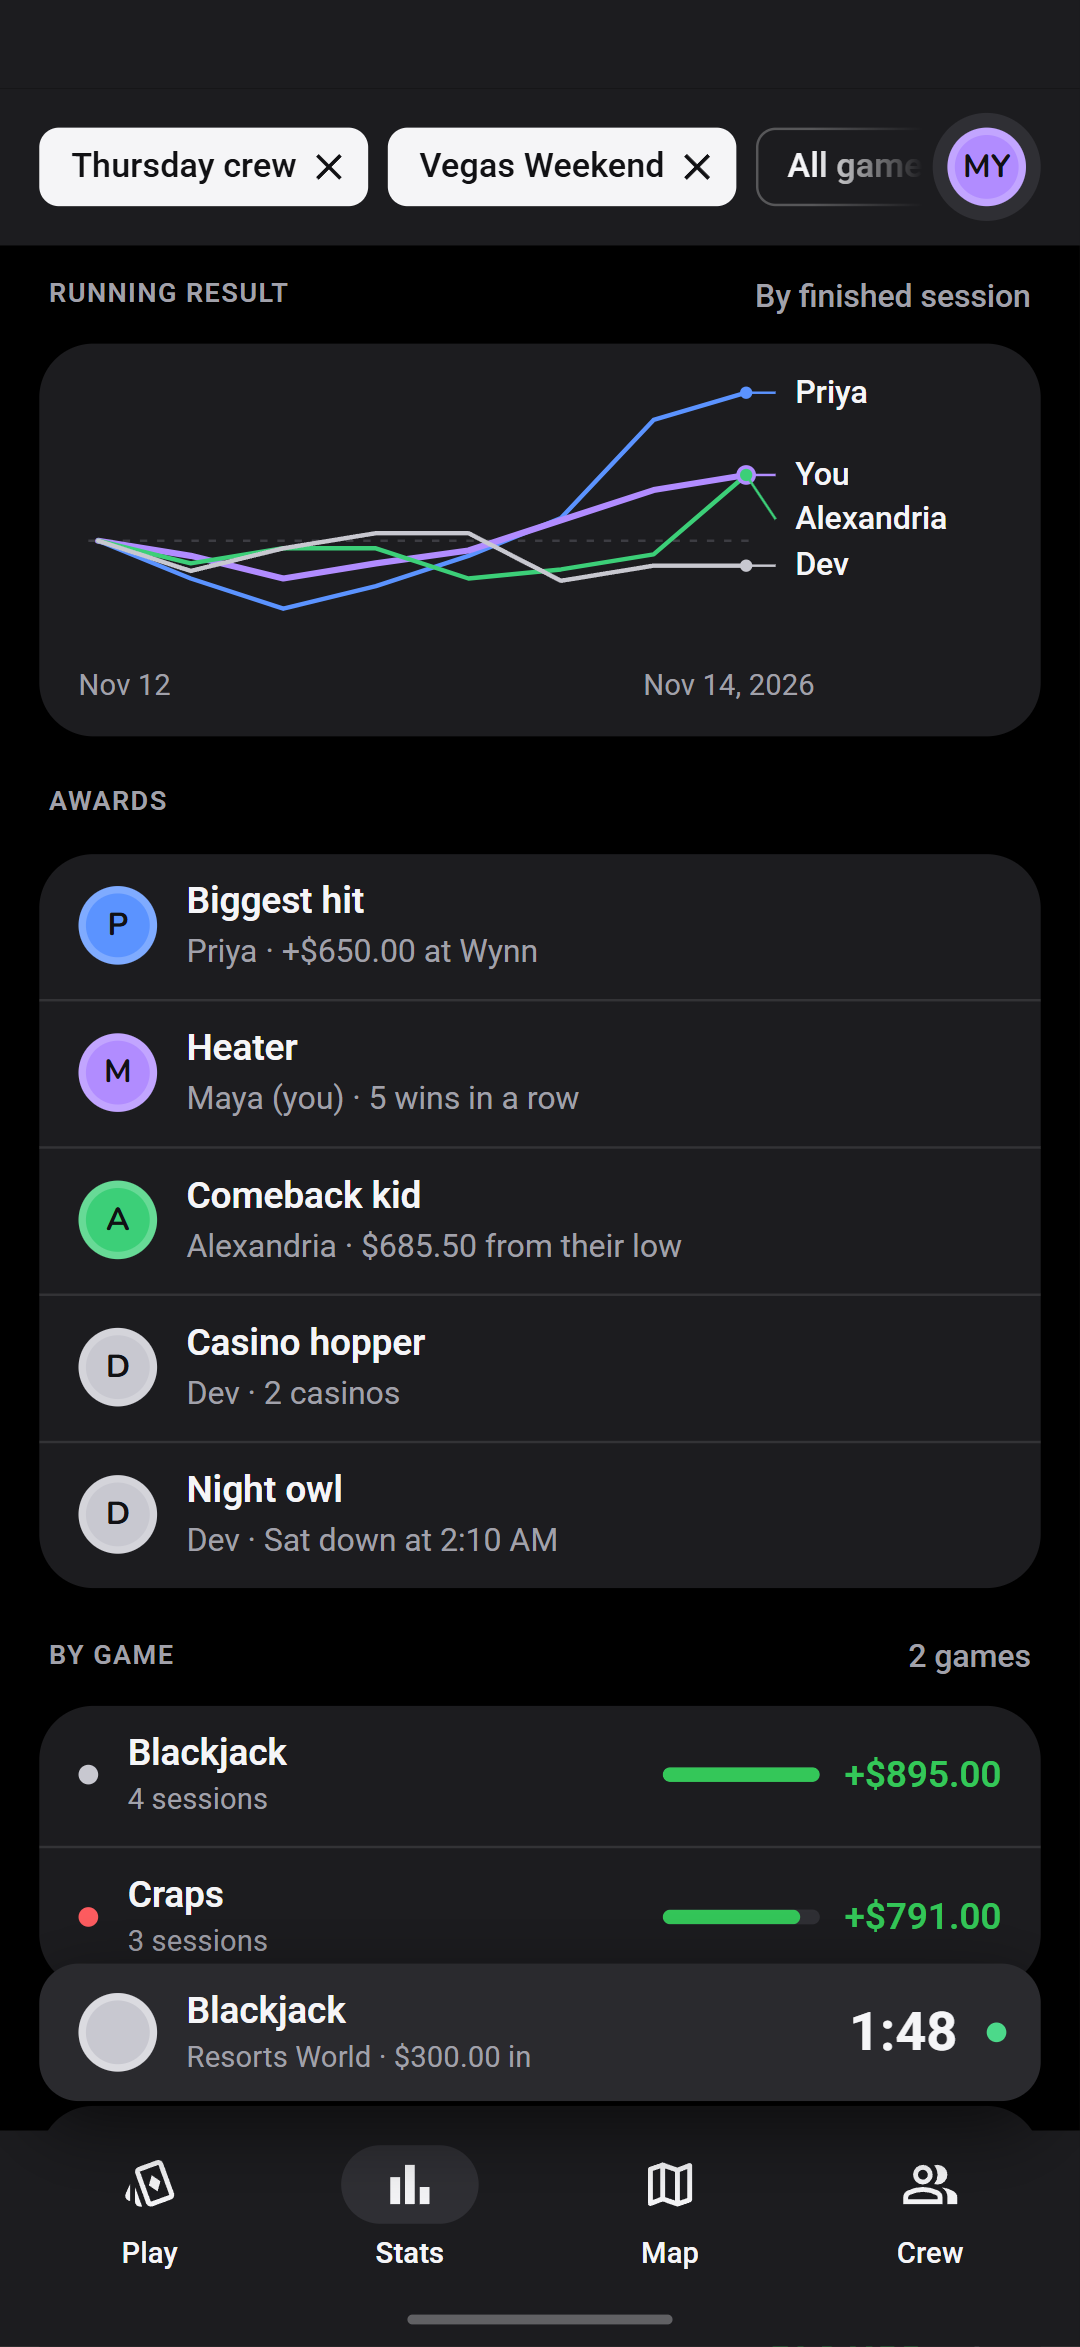 Thursday crew
Vegas Weekend
All game
MY
RUNNING RESULT
By finished session
Priya
You
Alexandria
Dev
Nov 12
Nov 14, 2026
AWARDS
P
Biggest hit
Priya · +$650.00 at Wynn
M
Heater
Maya (you) · 5 wins in a row
A
Comeback kid
Alexandria · $685.50 from their low
D
Casino hopper
Dev · 2 casinos
D
Night owl
Dev · Sat down at 2:10 AM
BY GAME
2 games
Blackjack
4 sessions
+$895.00
Craps
3 sessions
+$791.00
Blackjack
Resorts World · $300.00 in
1:48
Play
Stats
Map
Crew